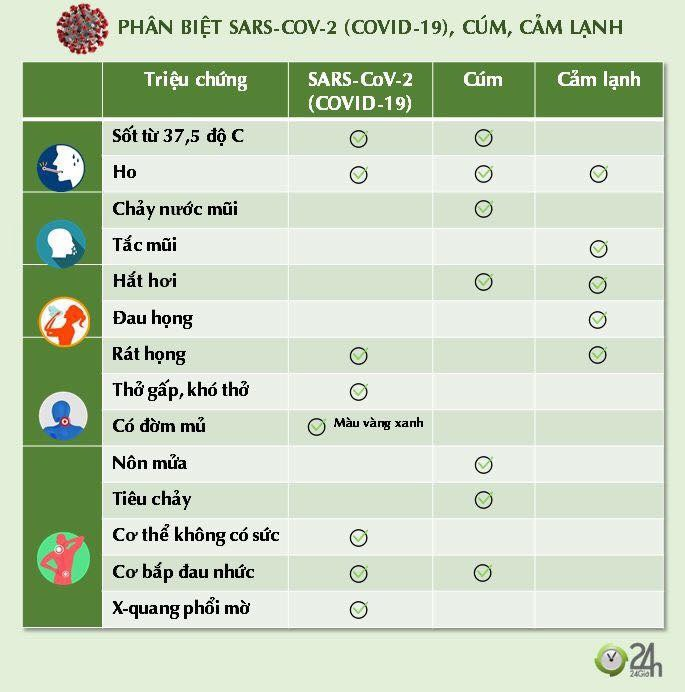 PHÂN BIỆT SARS-COV-2 (COVID-19), CÚM, CẢM LẠNH
Triệu chứng SARS-CoV-2 (COVID-19) Cúm Cảm lạnh
Sốt từ 37,5 độ C
Ho
Chảy nước mũi
Tắc mũi
Hắt hơi
Đau họng
Rát họng
Thở gấp, khó thở
Có đờm mủ Màu vàng xanh
Nôn mửa
Tiêu chảy
Cơ thể không có sức
Cơ bắp đau nhức
X-quang phổi mờ
24h
24Giờ